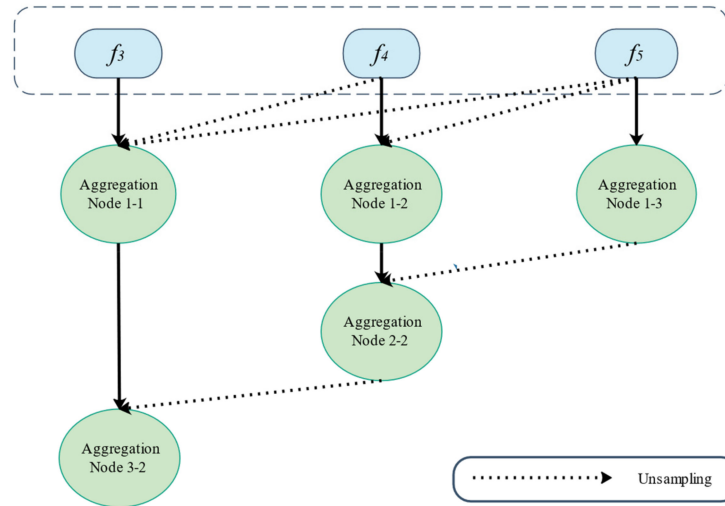 f3
f4
f5
Aggregation
Node 1-1
Aggregation
Node 1-2
Aggregation
Node 1-3
Aggregation
Node 2-2
Aggregation
Node 3-2
Unsampling